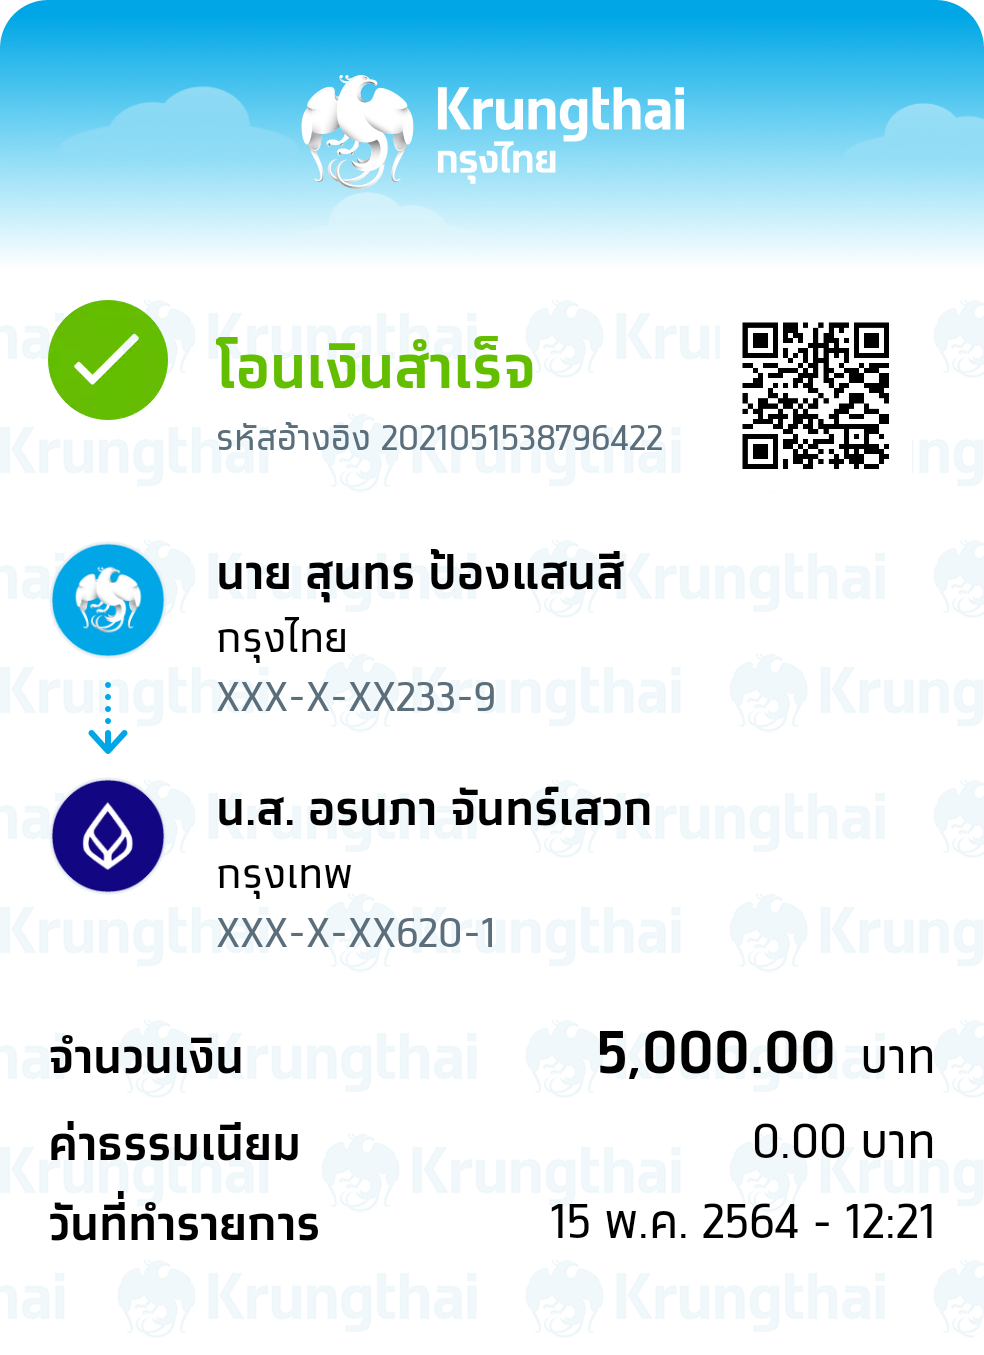 Krungthai
กรุงไทย
โอนเงินสำเร็จ
รหัสอ้างอิง 2021051538796422
นาย สุนทร ป้องแสนสี
กรุงไทย
XXX-X-XX233-9
น.ส. อรนภา จันทร์เสวก
กรุงเทพ
XXX-X-XX620-1
จำนวนเงิน 5,000.00 บาท
ค่าธรรมเนียม 0.00 บาท
วันที่ทำรายการ 15 พ.ค. 2564 - 12:21